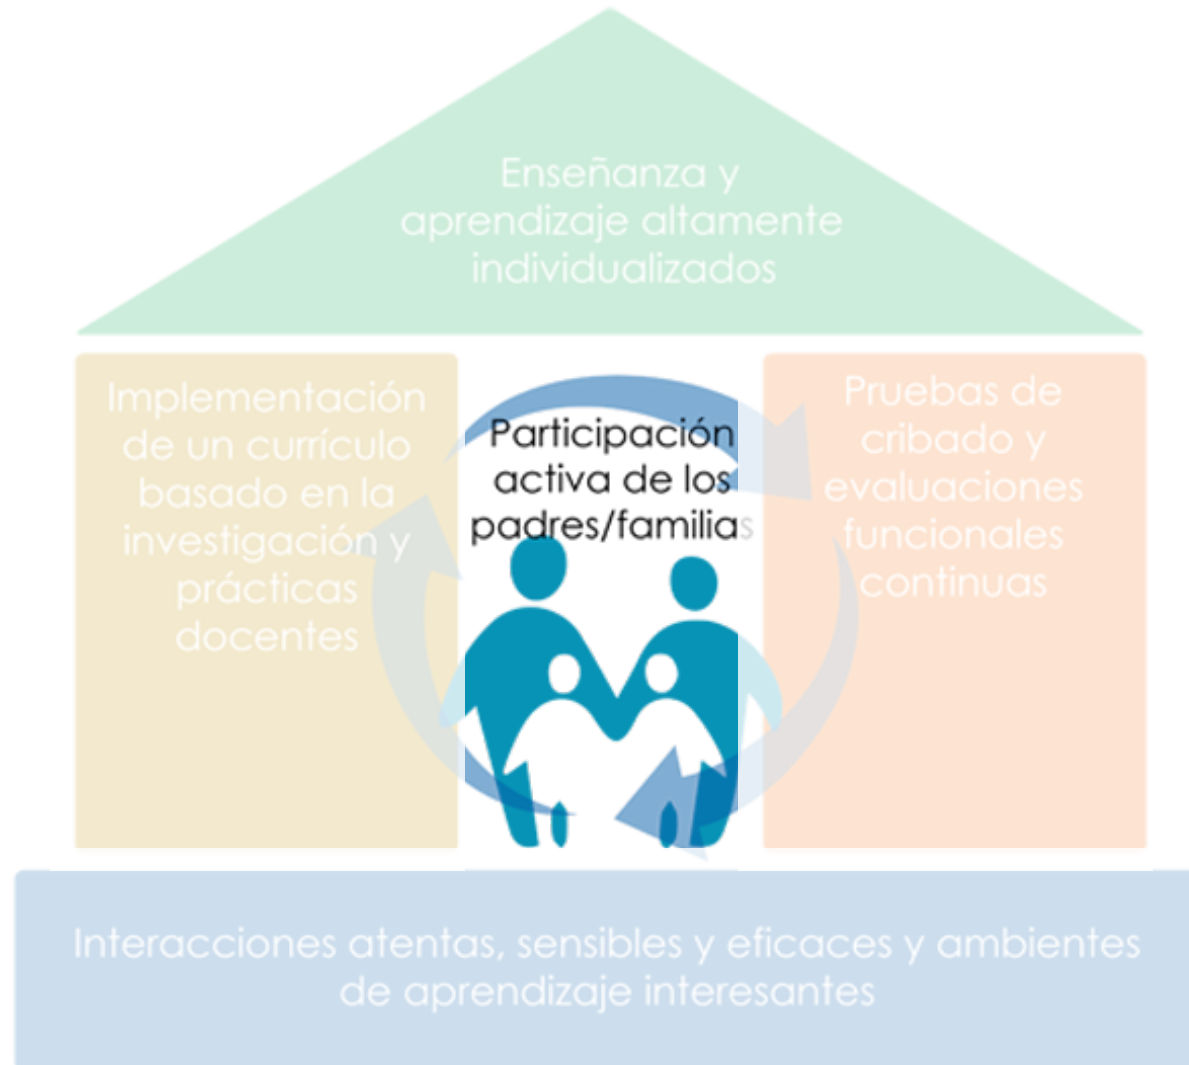 Enseñanza y
aprendizaje altamente
individualizados
Implementación
de un currículo
basado en la
investigación y
prácticas
docentes
Participación
activa de los
padres/familias
Pruebas de
cribado y
evaluaciones
funcionales
continuas
Interacciones atentas, sensibles y eficaces y ambientes
de aprendizaje interesantes